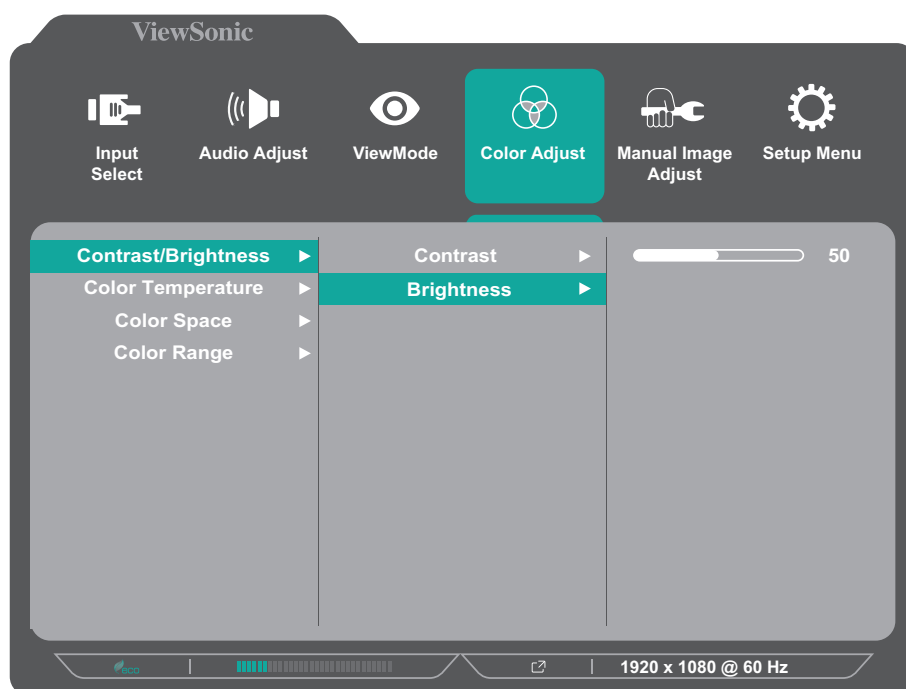 ViewSonic
Input
Select
Audio Adjust
ViewMode
Color Adjust
Manual Image
Adjust
Setup Menu
Contrast/Brightness
Color Temperature
Color Space
Color Range
Contrast
Brightness
50
eco
1920 x 1080 @ 60 Hz